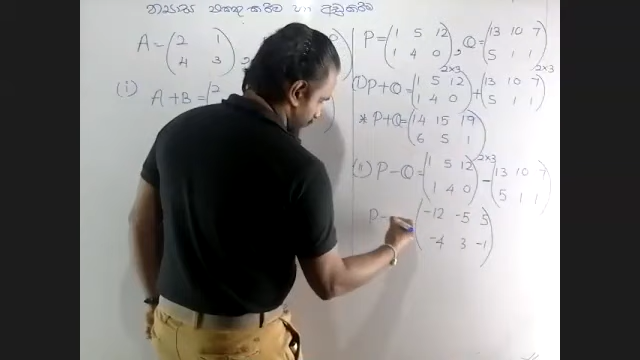 න්‍යාස එකතු කිරීම හා අඩු කිරීම
A = ( 2 1
4 3 )
(i) A + B = ( 2
P = ( 1 5 12
1 4 0 ) 2×3 , Q = ( 13 10 7
5 1 1 ) 2×3
(i) P + Q = ( 1 5 12
1 4 0 ) + ( 13 10 7
5 1 1 )
* P + Q = ( 14 15 19
6 5 1 ) 2×3
(ii) P − Q = ( 1 5 12
1 4 0 ) − ( 13 10 7
5 1 1 )
P − ( -12 -5 5
-4 3 -1 )